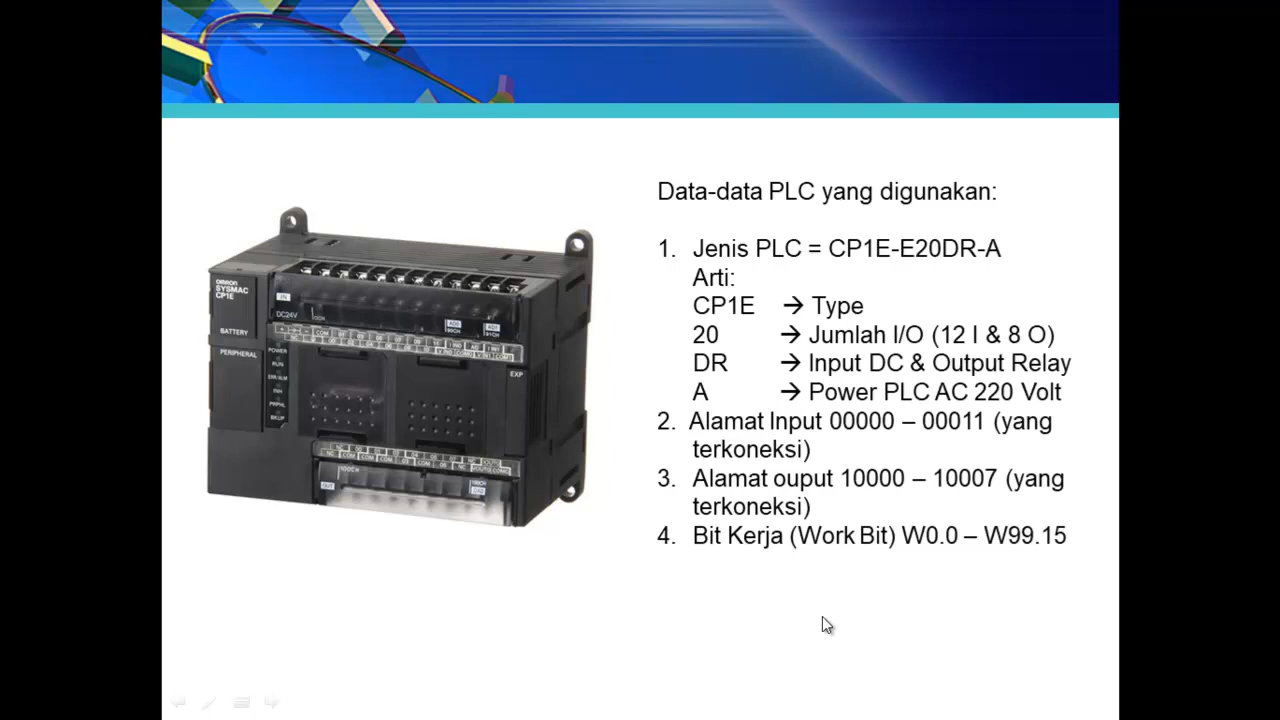 Data-data PLC yang digunakan:
1. Jenis PLC = CP1E-E20DR-A
Arti:
CP1E → Type
20 → Jumlah I/O (12 I & 8 O)
DR → Input DC & Output Relay
A → Power PLC AC 220 Volt
2. Alamat Input 00000 – 00011 (yang
terkoneksi)
3. Alamat ouput 10000 – 10007 (yang
terkoneksi)
4. Bit Kerja (Work Bit) W0.0 – W99.15
OMRON
SYSMAC
CP1E
BATTERY
PERIPHERAL
IN
DC24V
POWER
RUN
ERR/ALM
INH
PRPHL
BKUP
EXP
100CH
OUT